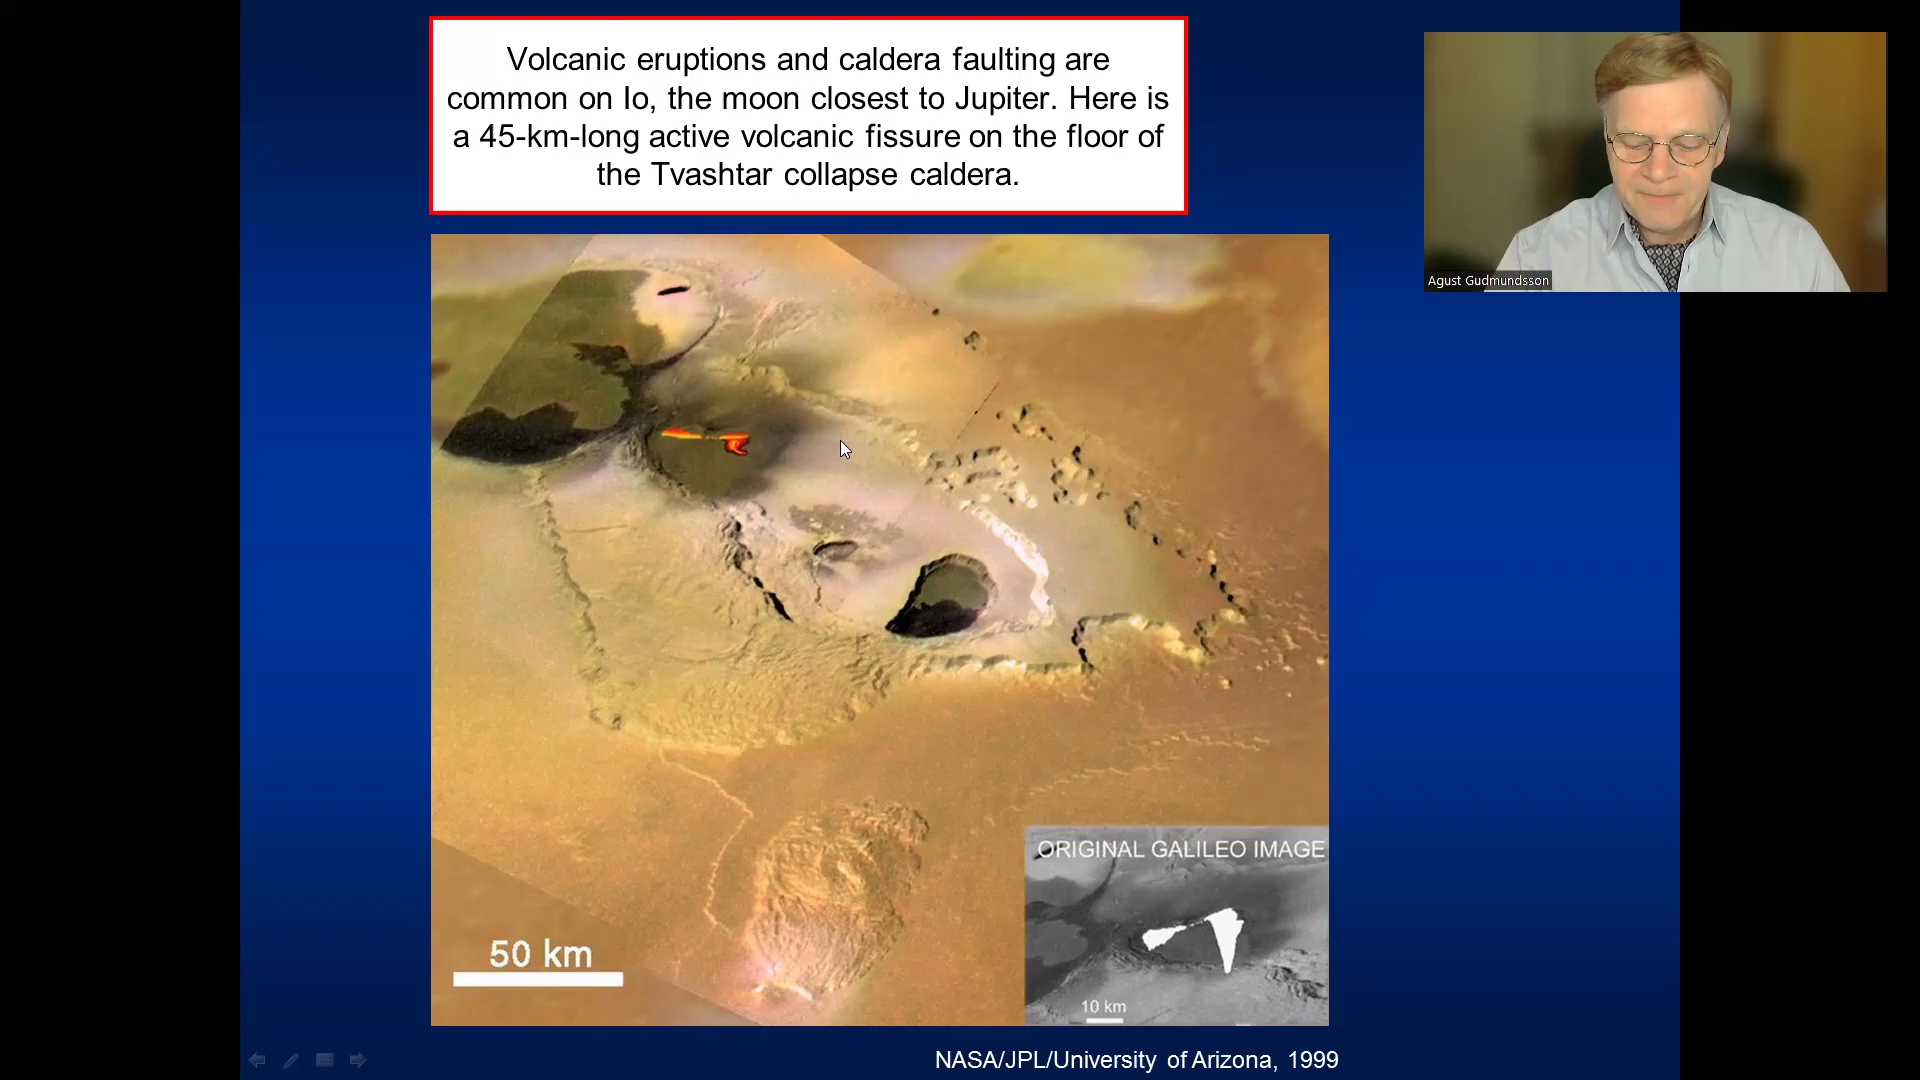 Volcanic eruptions and caldera faulting are
common on Io, the moon closest to Jupiter. Here is
a 45-km-long active volcanic fissure on the floor of
the Tvashtar collapse caldera.
Agust Gudmundsson
ORIGINAL GALILEO IMAGE
50 km
10 km
NASA/JPL/University of Arizona, 1999